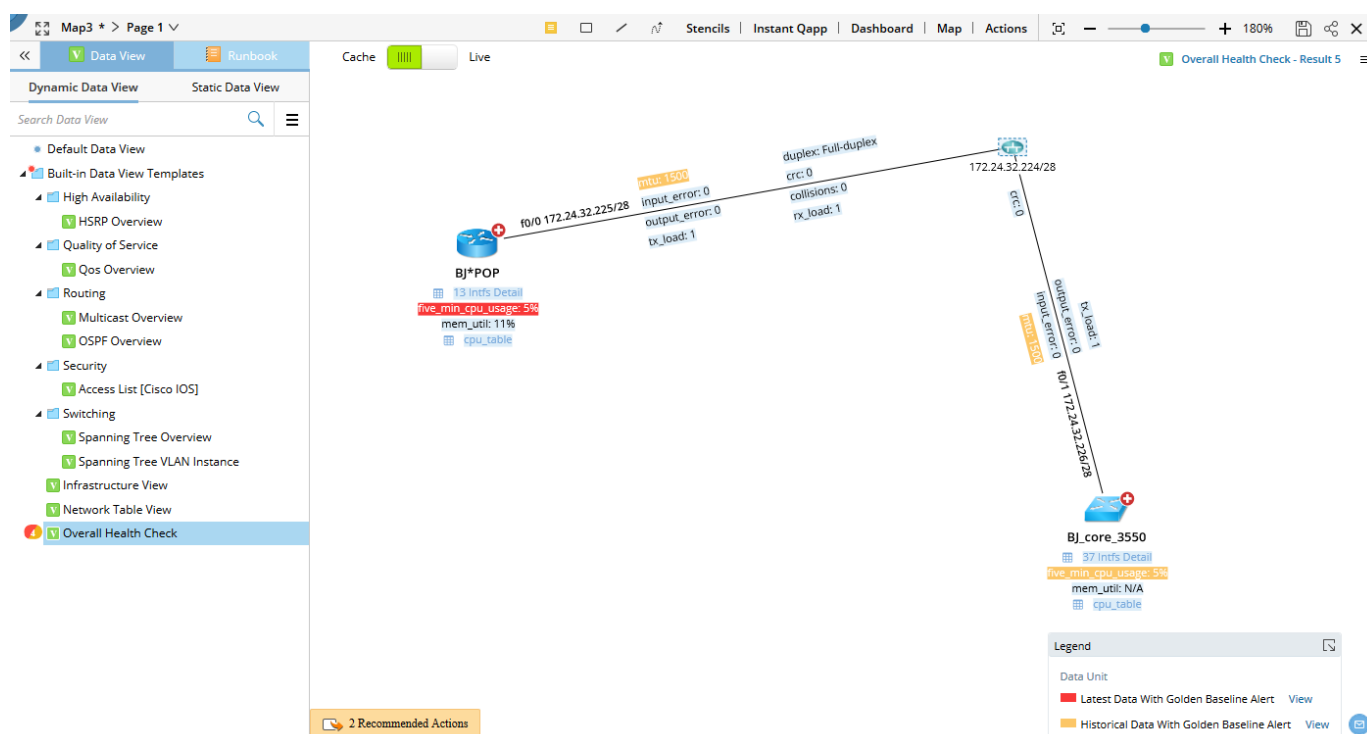 Map3 * > Page 1
Stencils | Instant Qapp | Dashboard | Map | Actions
180%
Data View
Runbook
Cache
Live
Overall Health Check - Result 5
Dynamic Data View
Static Data View
Search Data View
Default Data View
Built-in Data View Templates
High Availability
HSRP Overview
Quality of Service
Qos Overview
Routing
Multicast Overview
OSPF Overview
Security
Access List [Cisco IOS]
Switching
Spanning Tree Overview
Spanning Tree VLAN Instance
Infrastructure View
Network Table View
Overall Health Check
duplex: Full-duplex
crc: 0
collisions: 0
rx_load: 1
mtu: 1500
input_error: 0
output_error: 0
tx_load: 1
f0/0 172.24.32.225/28
172.24.32.224/28
crc: 0
BJ*POP
13 Intfs Detail
five_min_cpu_usage: 5%
mem_util: 11%
cpu_table
tx_load: 1
output_error: 0
input_error: 0
mtu: 1500
f0/1 172.24.32.226/28
BJ_core_3550
37 Intfs Detail
five_min_cpu_usage: 5%
mem_util: N/A
cpu_table
Legend
Data Unit
Latest Data With Golden Baseline Alert View
Historical Data With Golden Baseline Alert View
2 Recommended Actions